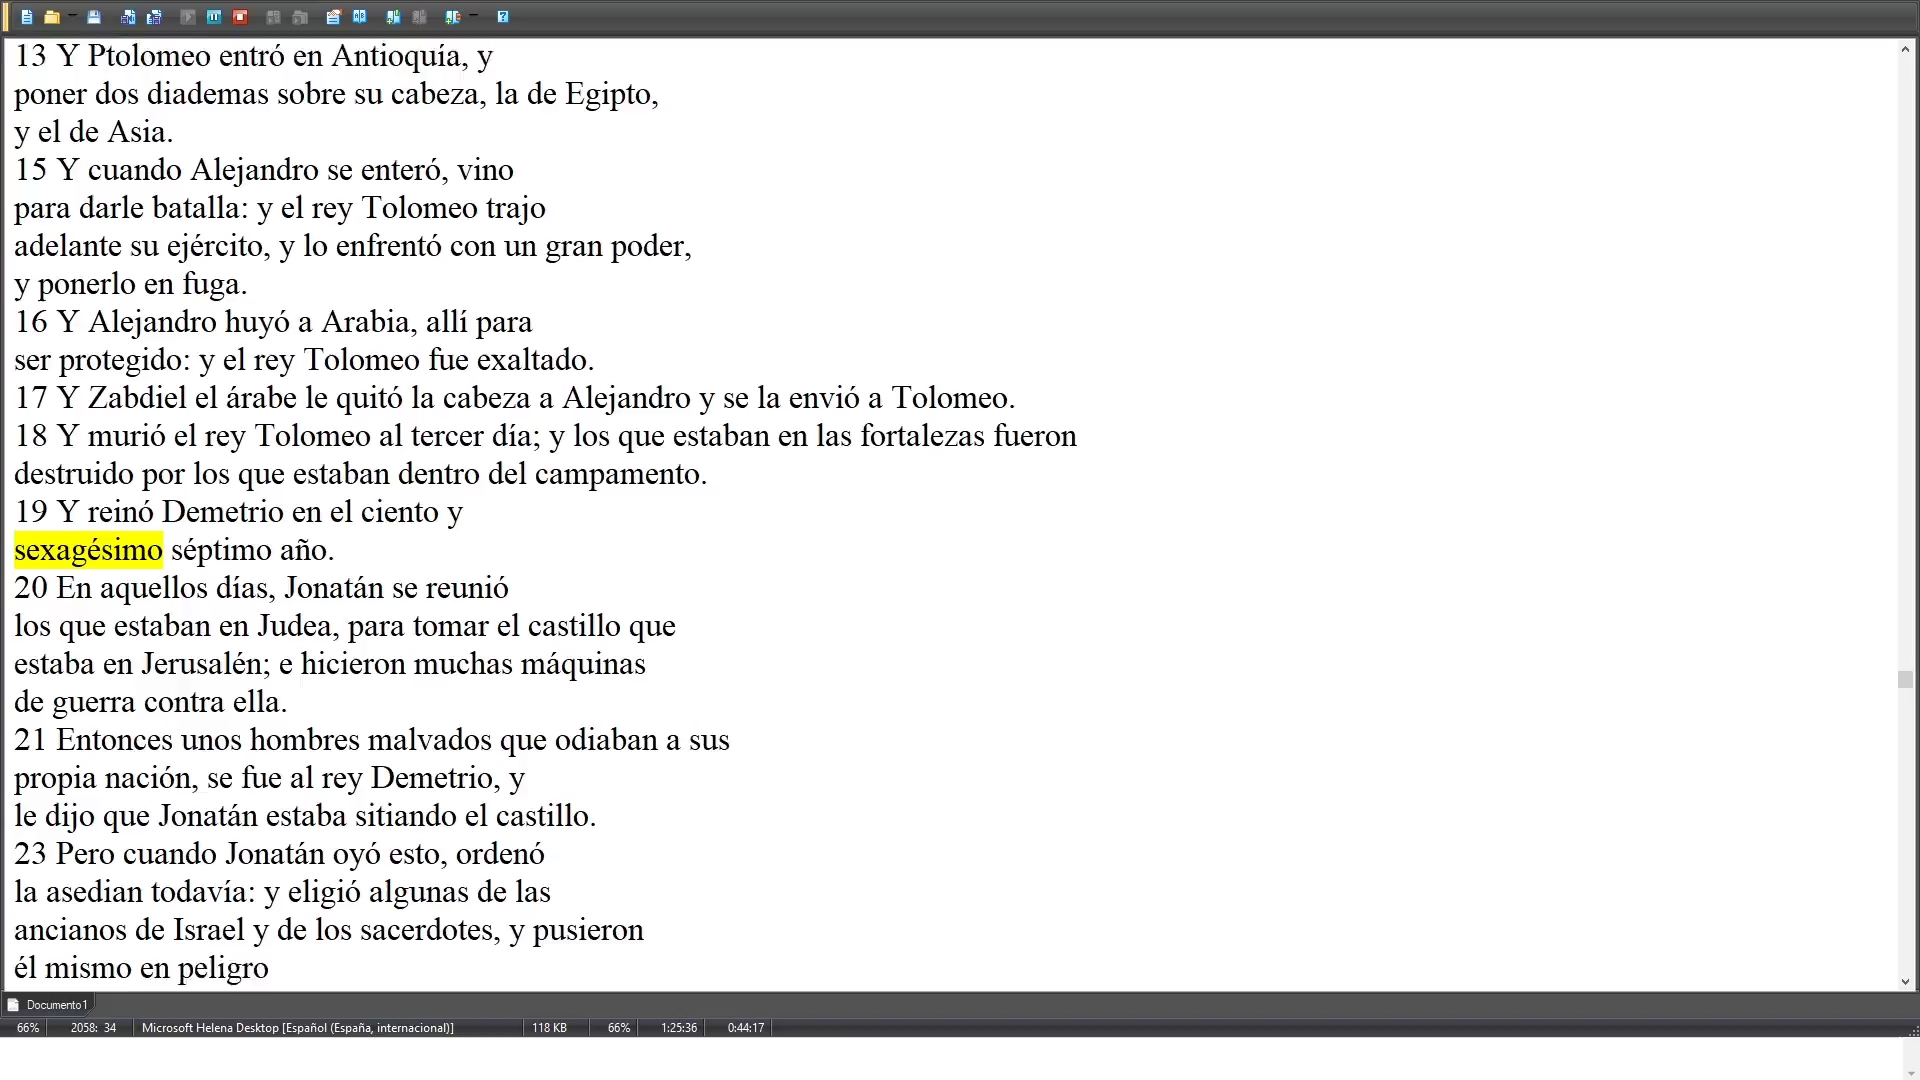 13 Y Ptolomeo entró en Antioquía, y
poner dos diademas sobre su cabeza, la de Egipto,
y el de Asia.
15 Y cuando Alejandro se enteró, vino
para darle batalla: y el rey Tolomeo trajo
adelante su ejército, y lo enfrentó con un gran poder,
y ponerlo en fuga.
16 Y Alejandro huyó a Arabia, allí para
ser protegido: y el rey Tolomeo fue exaltado.
17 Y Zabdiel el árabe le quitó la cabeza a Alejandro y se la envió a Tolomeo.
18 Y murió el rey Tolomeo al tercer día; y los que estaban en las fortalezas fueron
destruido por los que estaban dentro del campamento.
19 Y reinó Demetrio en el ciento y
sexagésimo séptimo año.
20 En aquellos días, Jonatán se reunió
los que estaban en Judea, para tomar el castillo que
estaba en Jerusalén; e hicieron muchas máquinas
de guerra contra ella.
21 Entonces unos hombres malvados que odiaban a sus
propia nación, se fue al rey Demetrio, y
le dijo que Jonatán estaba sitiando el castillo.
23 Pero cuando Jonatán oyó esto, ordenó
la asedian todavía: y eligió algunas de las
ancianos de Israel y de los sacerdotes, y pusieron
él mismo en peligro
Documento1
66% 2058: 34 Microsoft Helena Desktop [Español (España, internacional)] 118 KB 66% 1:25:36 0:44:17